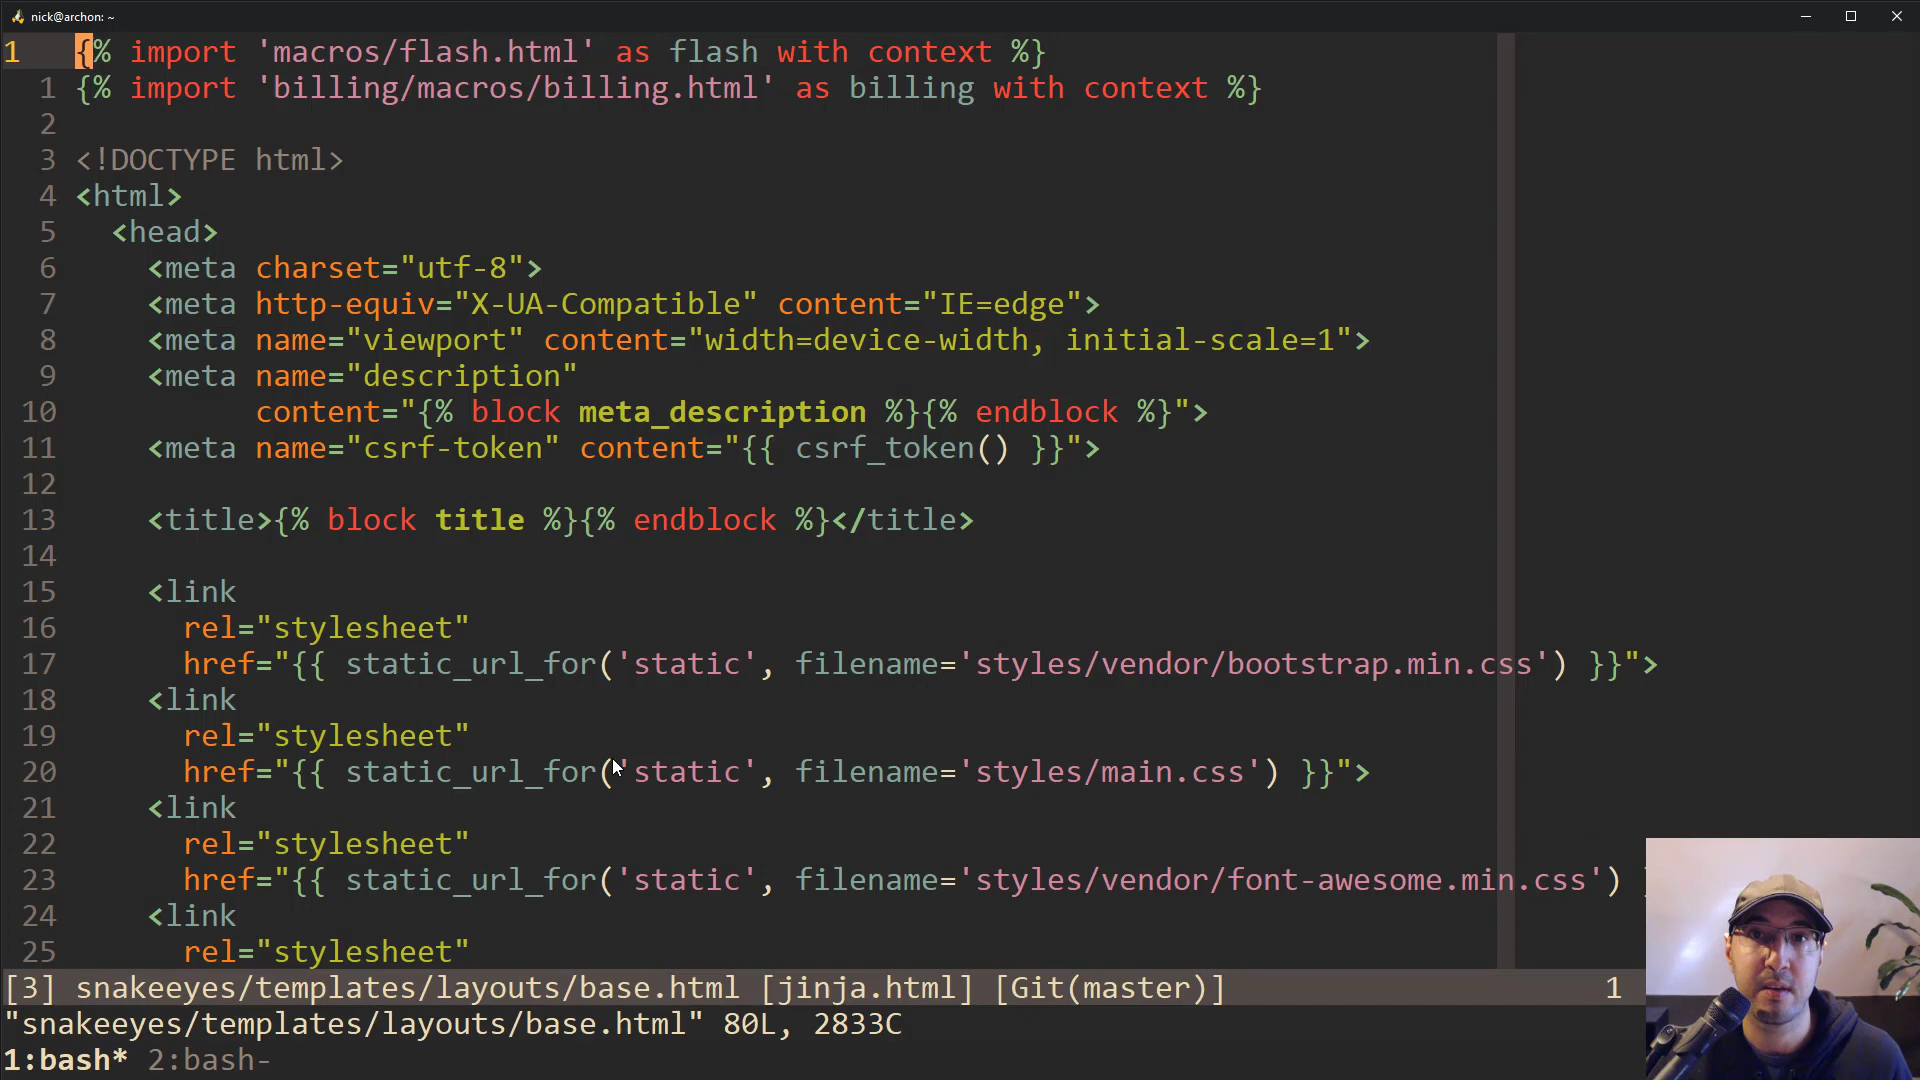 nick@archon: ~
1 {% import 'macros/flash.html' as flash with context %}
1 {% import 'billing/macros/billing.html' as billing with context %}
2
3 <!DOCTYPE html>
4 <html>
5 <head>
6 <meta charset="utf-8">
7 <meta http-equiv="X-UA-Compatible" content="IE=edge">
8 <meta name="viewport" content="width=device-width, initial-scale=1">
9 <meta name="description"
10 content="{% block meta_description %}{% endblock %}">
11 <meta name="csrf-token" content="{{ csrf_token() }}">
12
13 <title>{% block title %}{% endblock %}</title>
14
15 <link
16 rel="stylesheet"
17 href="{{ static_url_for('static', filename='styles/vendor/bootstrap.min.css') }}">
18 <link
19 rel="stylesheet"
20 href="{{ static_url_for('static', filename='styles/main.css') }}">
21 <link
22 rel="stylesheet"
23 href="{{ static_url_for('static', filename='styles/vendor/font-awesome.min.css')
24 <link
25 rel="stylesheet"
[3] snakeeyes/templates/layouts/base.html [jinja.html] [Git(master)] 1
"snakeeyes/templates/layouts/base.html" 80L, 2833C
1:bash* 2:bash-